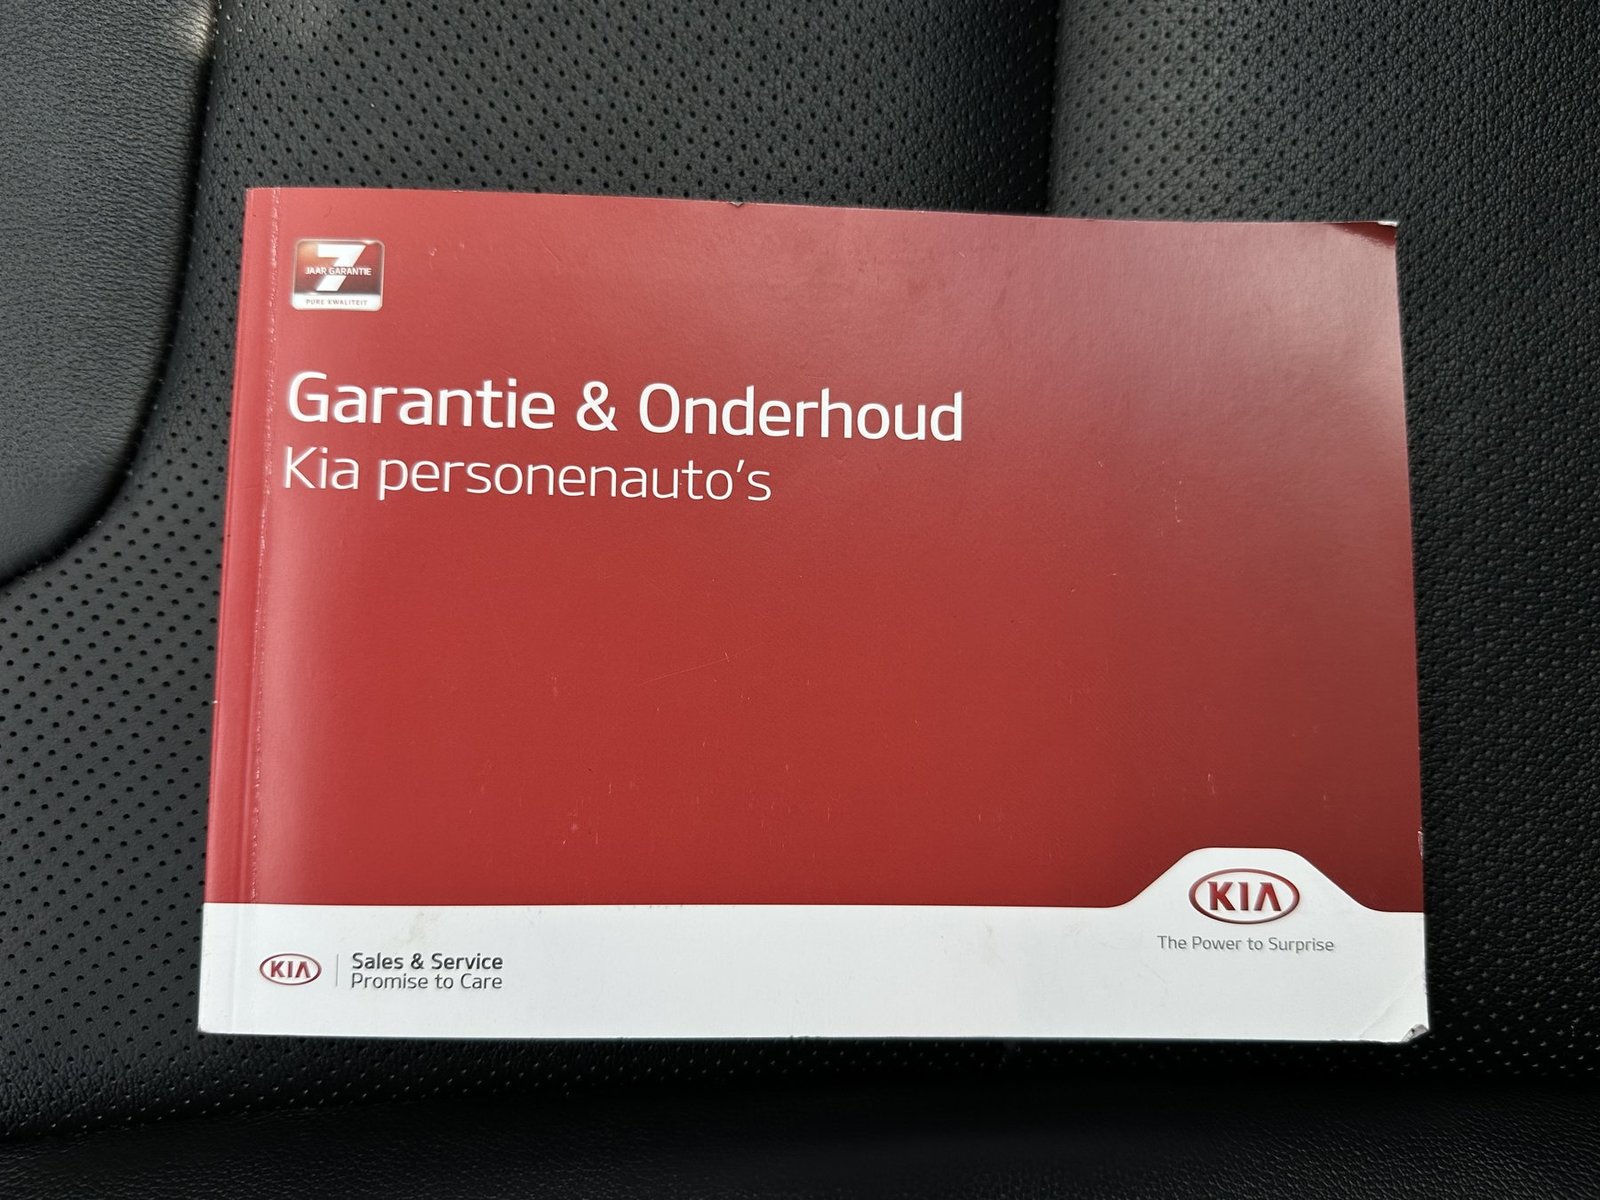 7
JAAR GARANTIE
PURE KWALITEIT
Garantie & Onderhoud
Kia personenauto's
KIA
The Power to Surprise
KIA
Sales & Service
Promise to Care